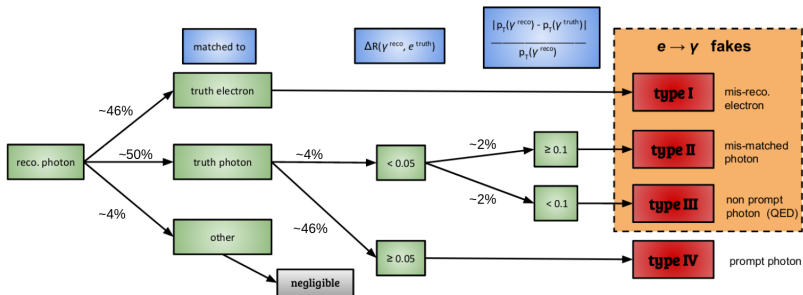 matched to
ΔR(γ^reco, e^truth)
|p_T(γ^reco) - p_T(γ^truth)|
p_T(γ^reco)
e → γ fakes
~46%
truth electron
type I
mis-reco.
electron
reco. photon
~50%
truth photon
~4%
< 0.05
~2%
≥ 0.1
type II
mis-matched
photon
~2%
< 0.1
type III
non prompt
photon (QED)
~4%
other
~46%
≥ 0.05
type IV
prompt photon
negligible